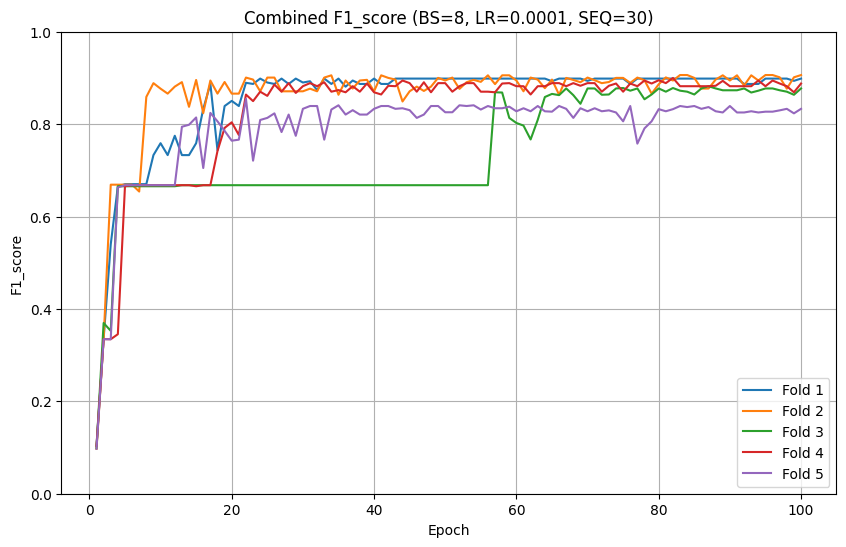 Combined F1_score (BS=8, LR=0.0001, SEQ=30)
F1_score
1.0
0.8
0.6
0.4
0.2
0.0
0 20 40 60 80 100
Epoch
Fold 1
Fold 2
Fold 3
Fold 4
Fold 5